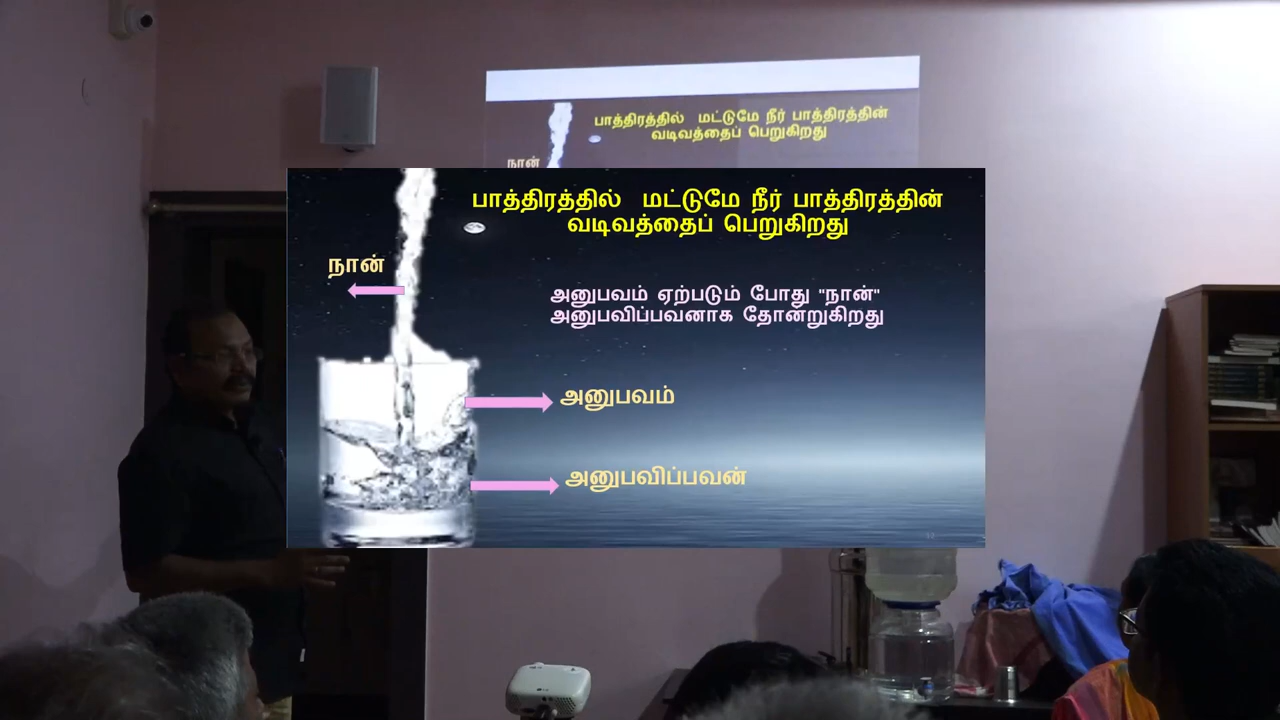 பாத்திரத்தில் மட்டுமே நீர் பாத்திரத்தின்
வடிவத்தைப் பெறுகிறது
நான்
பாத்திரத்தில் மட்டுமே நீர் பாத்திரத்தின்
வடிவத்தைப் பெறுகிறது
நான்
அனுபவம் ஏற்படும் போது "நான்"
அனுபவிப்பவனாக தோன்றுகிறது
அனுபவம்
அனுபவிப்பவன்